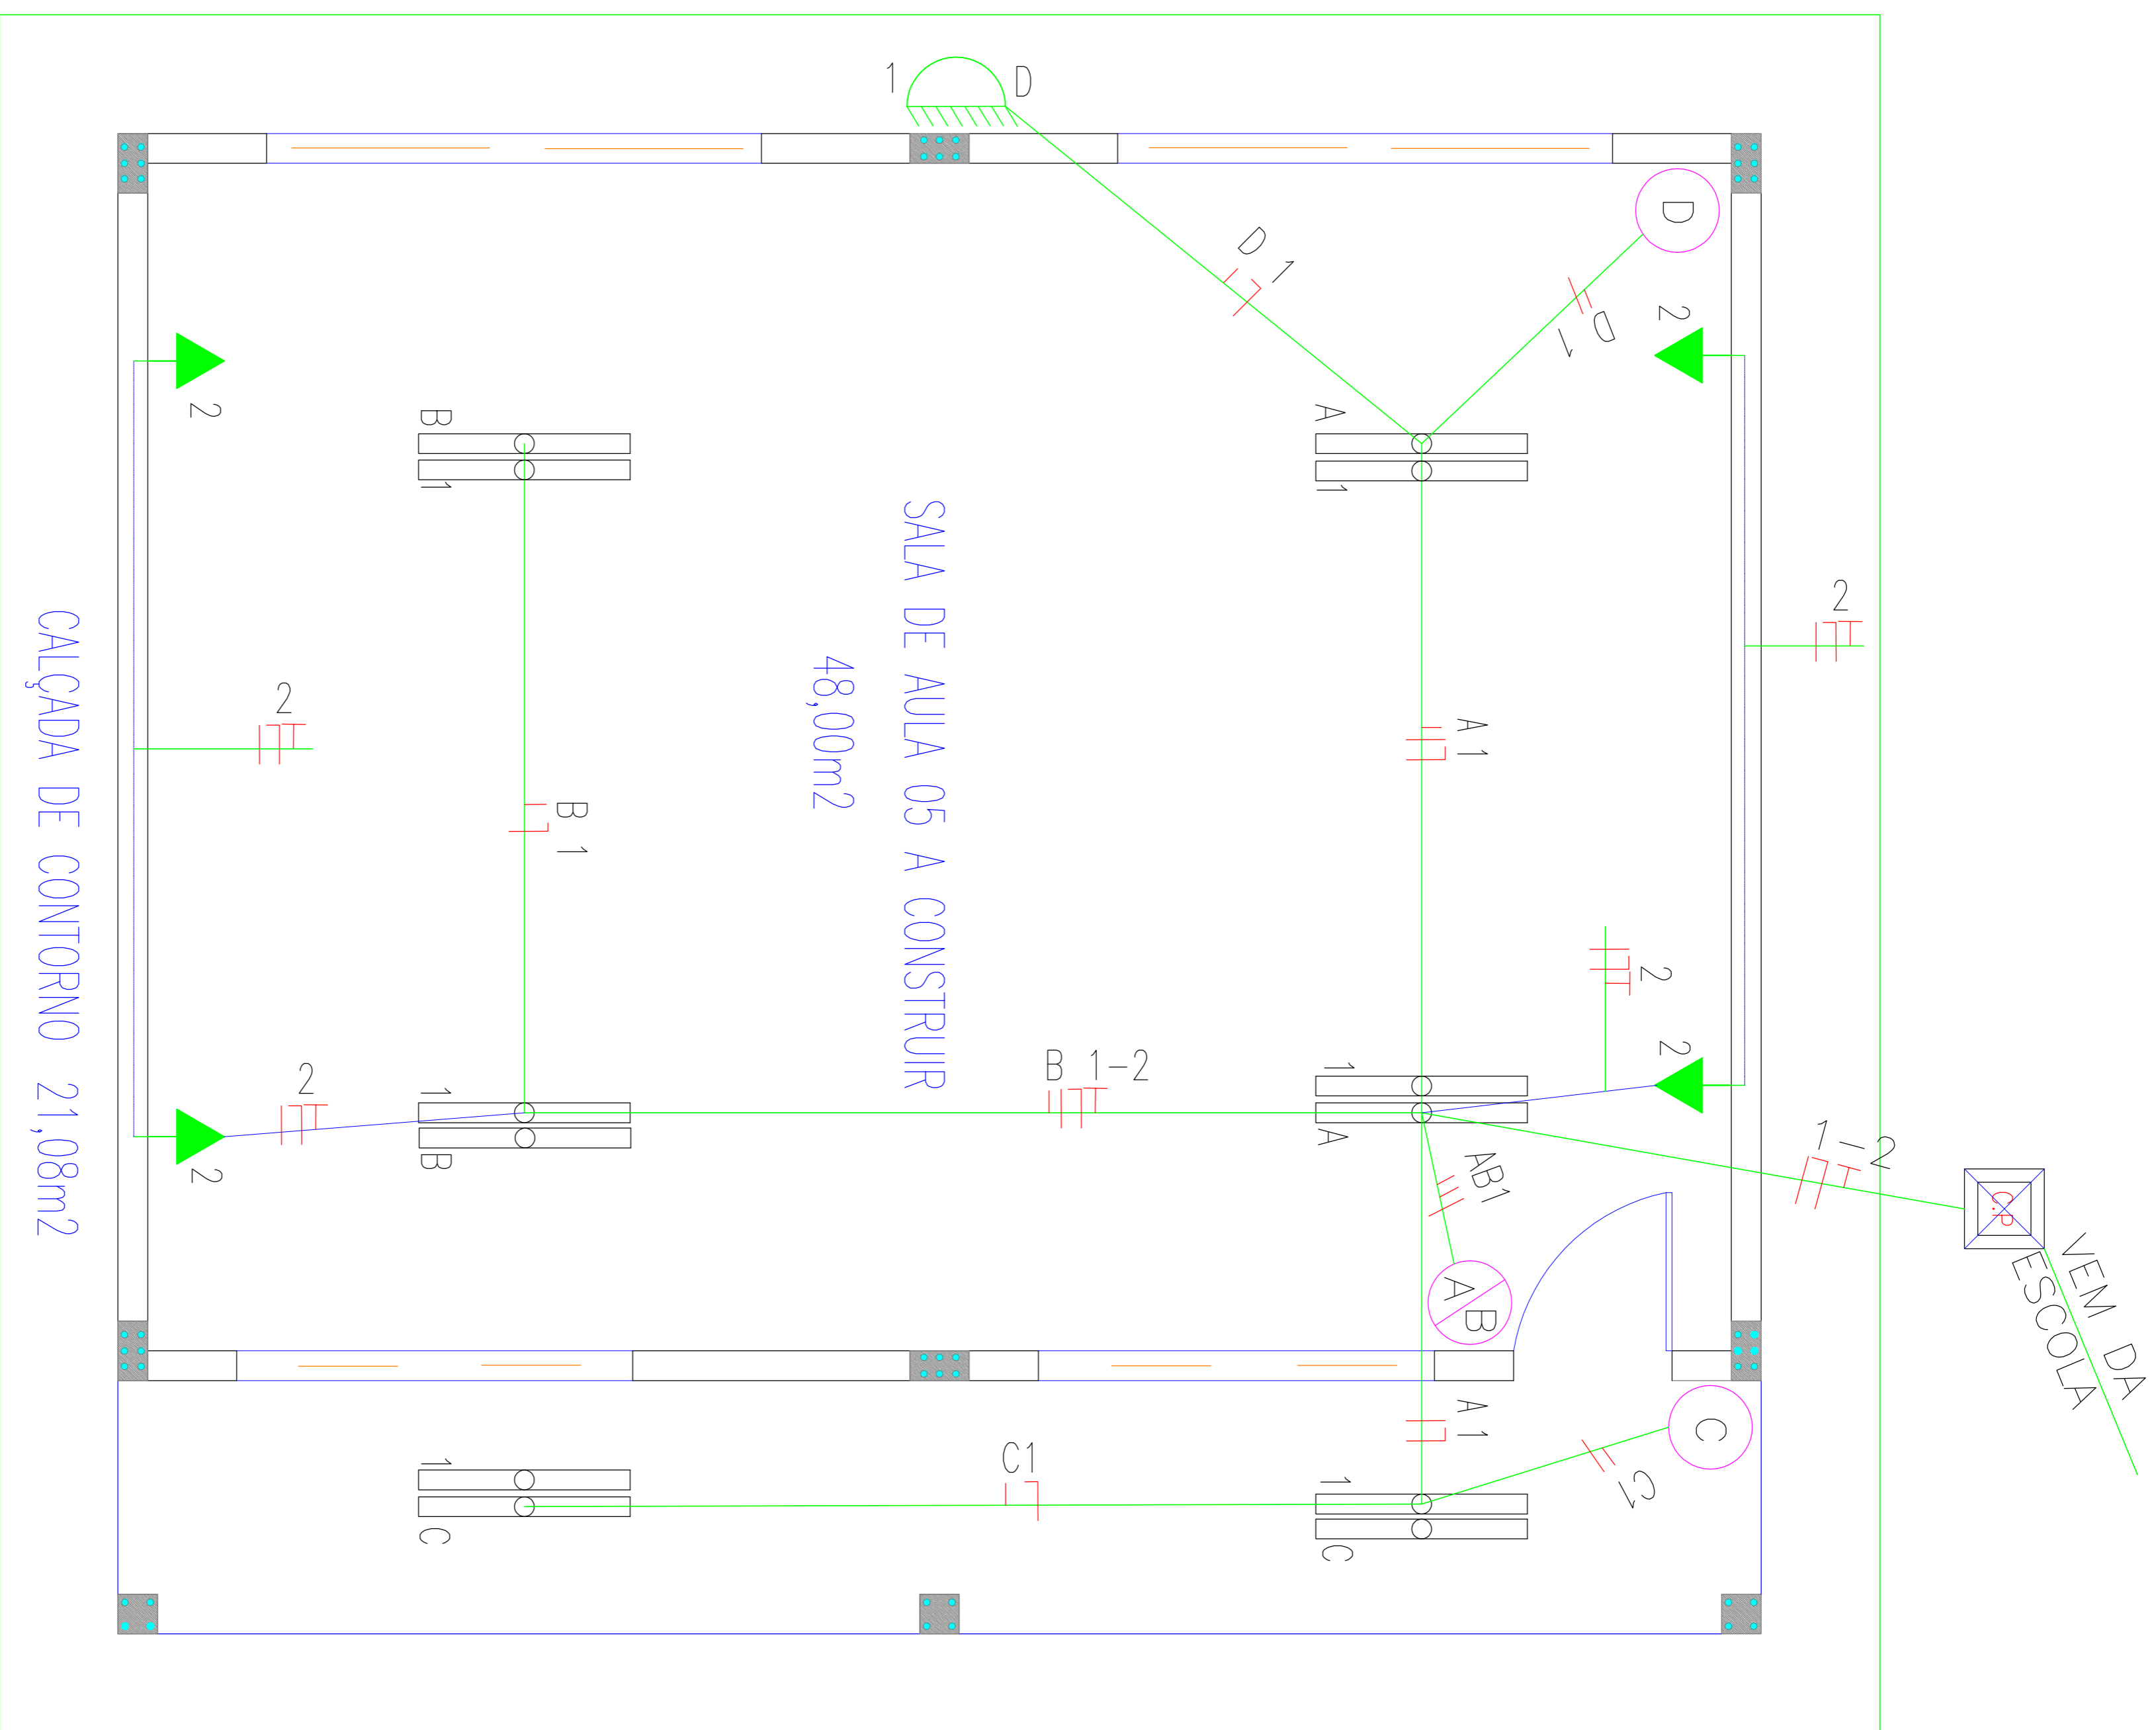 1
D
D
D 1
D 1
2
2
B
1
A
1
SALA DE AULA 05 A CONSTRUIR
48,00m2
CALÇADA DE CONTORNO 21,08m2
2
2
A 1
B 1
2
2
B 1-2
1
A
2
1
B
2
AB1
1-2
C.P
VEM DA
ESCOLA
A
B
A 1
C
C1
C1
1
C
1
C